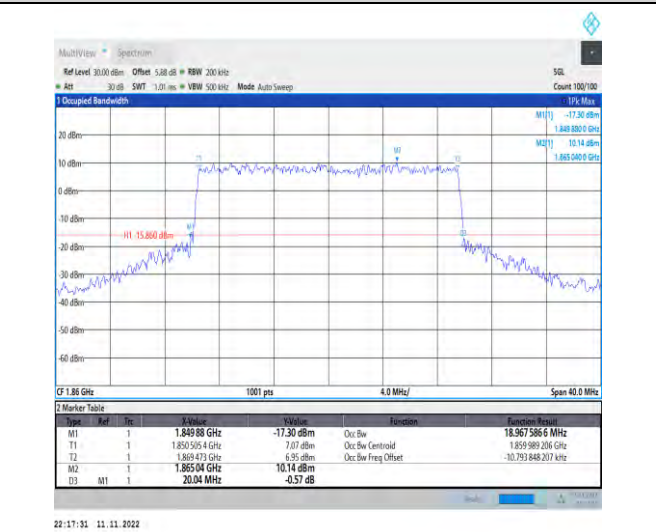 MultiView Spectrum
Ref Level 30.00 dBm Offset 5.88 dB RBW 200 kHz SGL
Att 30 dB SWT 1.01 ms VBW 500 kHz Mode Auto Sweep Count 100/100
1 Occupied Bandwidth 1Pk Max
M1[1] -17.30 dBm
1.849 880 0 GHz
M2[1] 10.14 dBm
1.865 040 0 GHz
20 dBm
10 dBm
T1 M2 T2
0 dBm
-10 dBm
H1 -15.860 dBm M1 D3
-20 dBm
-30 dBm
-40 dBm
-50 dBm
-60 dBm
CF 1.86 GHz 1001 pts 4.0 MHz/ Span 40.0 MHz
2 Marker Table
Type Ref Trc X-Value Y-Value Function Function Result
M1 1 1.849 88 GHz -17.30 dBm Occ Bw 18.967 586 6 MHz
T1 1 1.850 505 4 GHz 7.07 dBm Occ Bw Centroid 1.859 989 206 GHz
T2 1 1.869 473 GHz 6.95 dBm Occ Bw Freq Offset -10.793 848 207 kHz
M2 1 1.865 04 GHz 10.14 dBm
D3 M1 1 20.04 MHz -0.57 dB
22:17:31 11.11.2022